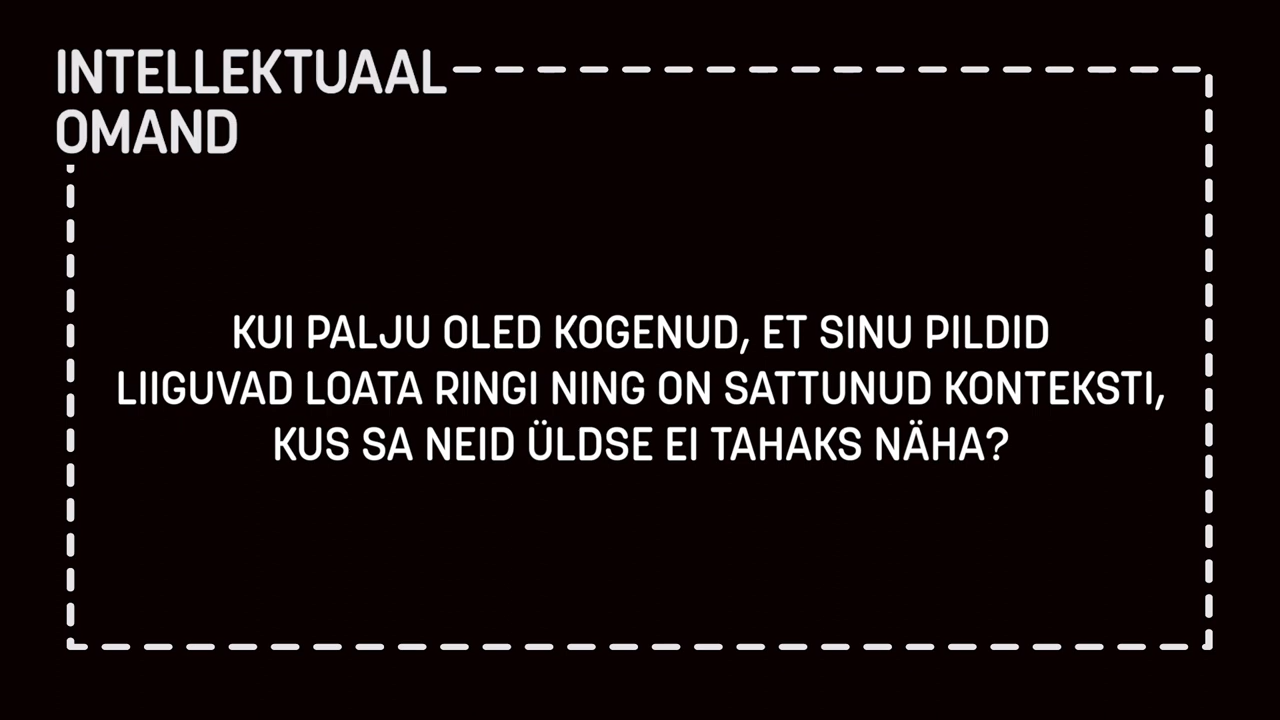 INTELLEKTUAAL
OMAND
KUI PALJU OLED KOGENUD, ET SINU PILDID
LIIGUVAD LOATA RINGI NING ON SATTUNUD KONTEKSTI,
KUS SA NEID ÜLDSE EI TAHAKS NÄHA?